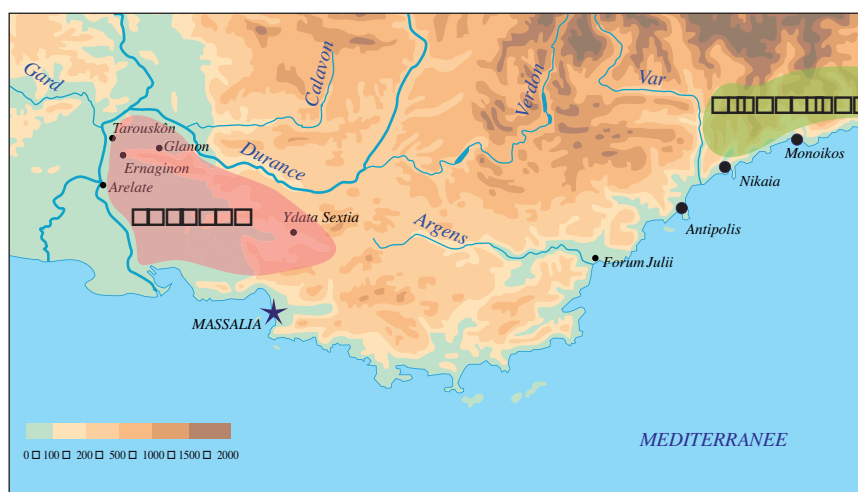 Gard
Calavon
Verdon
Var
Tarouskôn
Glanon
Monoikos
Ernaginon
Durance
Nikaia
Arelate
Ydata Sextia
Argens
Antipolis
Forum Julii
MASSALIA
MEDITERRANEE
0 □ 100 □ 200 □ 500 □ 1000 □ 1500 □ 2000